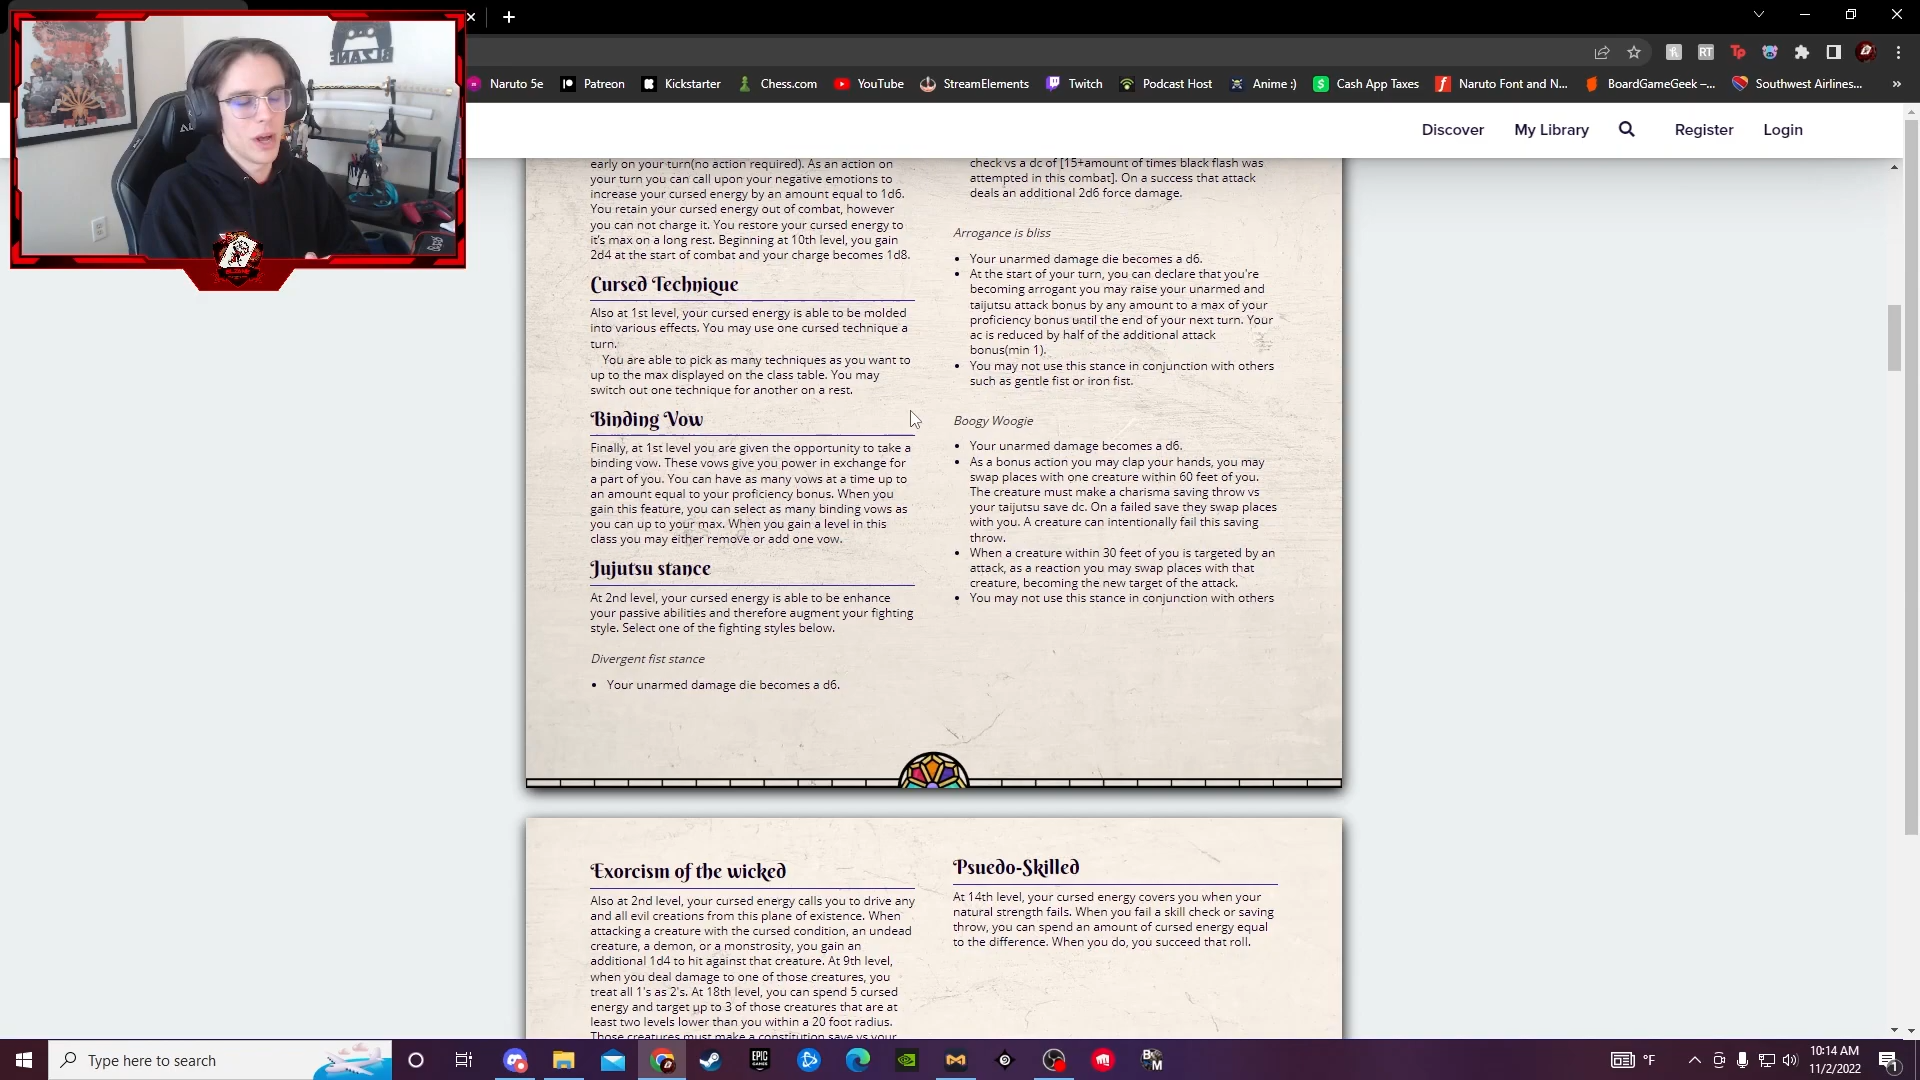 Naruto 5e
Patreon
Kickstarter
Chess.com
YouTube
StreamElements
Twitch
Podcast Host
Anime :)
Cash App Taxes
Naruto Font and N...
BoardGameGeek –...
Southwest Airlines...
»
Discover
My Library
Register
Login
early on your turn(no action required). As an action on
your turn you can call upon your negative emotions to
increase your cursed energy by an amount equal to 1d6.
You retain your cursed energy out of combat, however
you can not charge it. You restore your cursed energy to
it's max on a long rest. Beginning at 10th level, you gain
2d4 at the start of combat and your charge becomes 1d8.
Cursed Technique
Also at 1st level, your cursed energy is able to be molded
into various effects. You may use one cursed technique a
turn.
You are able to pick as many techniques as you want to
up to the max displayed on the class table. You may
switch out one technique for another on a rest.
Binding Vow
Finally, at 1st level you are given the opportunity to take a
binding vow. These vows give you power in exchange for
a part of you. You can have as many vows at a time up to
an amount equal to your proficiency bonus. When you
gain this feature, you can select as many binding vows as
you can up to your max. When you gain a level in this
class you may either remove or add one vow.
Jujutsu stance
At 2nd level, your cursed energy is able to be enhance
your passive abilities and therefore augment your fighting
style. Select one of the fighting styles below.
Divergent fist stance
• Your unarmed damage die becomes a d6.
check vs a dc of [15+amount of times black flash was
attempted in this combat]. On a success that attack
deals an additional 2d6 force damage.
Arrogance is bliss
• Your unarmed damage die becomes a d6.
• At the start of your turn, you can declare that you're
becoming arrogant you may raise your unarmed and
taijutsu attack bonus by any amount to a max of your
proficiency bonus until the end of your next turn. Your
ac is reduced by half of the additional attack
bonus(min 1).
• You may not use this stance in conjunction with others
such as gentle fist or iron fist.
Boogy Woogie
• Your unarmed damage becomes a d6.
• As a bonus action you may clap your hands, you may
swap places with one creature within 60 feet of you.
The creature must make a charisma saving throw vs
your taijutsu save dc. On a failed save they swap places
with you. A creature can intentionally fail this saving
throw.
• When a creature within 30 feet of you is targeted by an
attack, as a reaction you may swap places with that
creature, becoming the new target of the attack.
• You may not use this stance in conjunction with others
Exorcism of the wicked
Also at 2nd level, your cursed energy calls you to drive any
and all evil creations from this plane of existence. When
attacking a creature with the cursed condition, an undead
creature, a demon, or a monstrosity, you gain an
additional 1d4 to hit against that creature. At 9th level,
when you deal damage to one of those creatures, you
treat all 1's as 2's. At 18th level, you can spend 5 cursed
energy and target up to 3 of those creatures that are at
least two levels lower than you within a 20 foot radius.
Those creatures must make a constitution save vs your
Psuedo-Skilled
At 14th level, your cursed energy covers you when your
natural strength fails. When you fail a skill check or saving
throw, you can spend an amount of cursed energy equal
to the difference. When you do, you succeed that roll.
Type here to search
°F
10:14 AM
11/2/2022